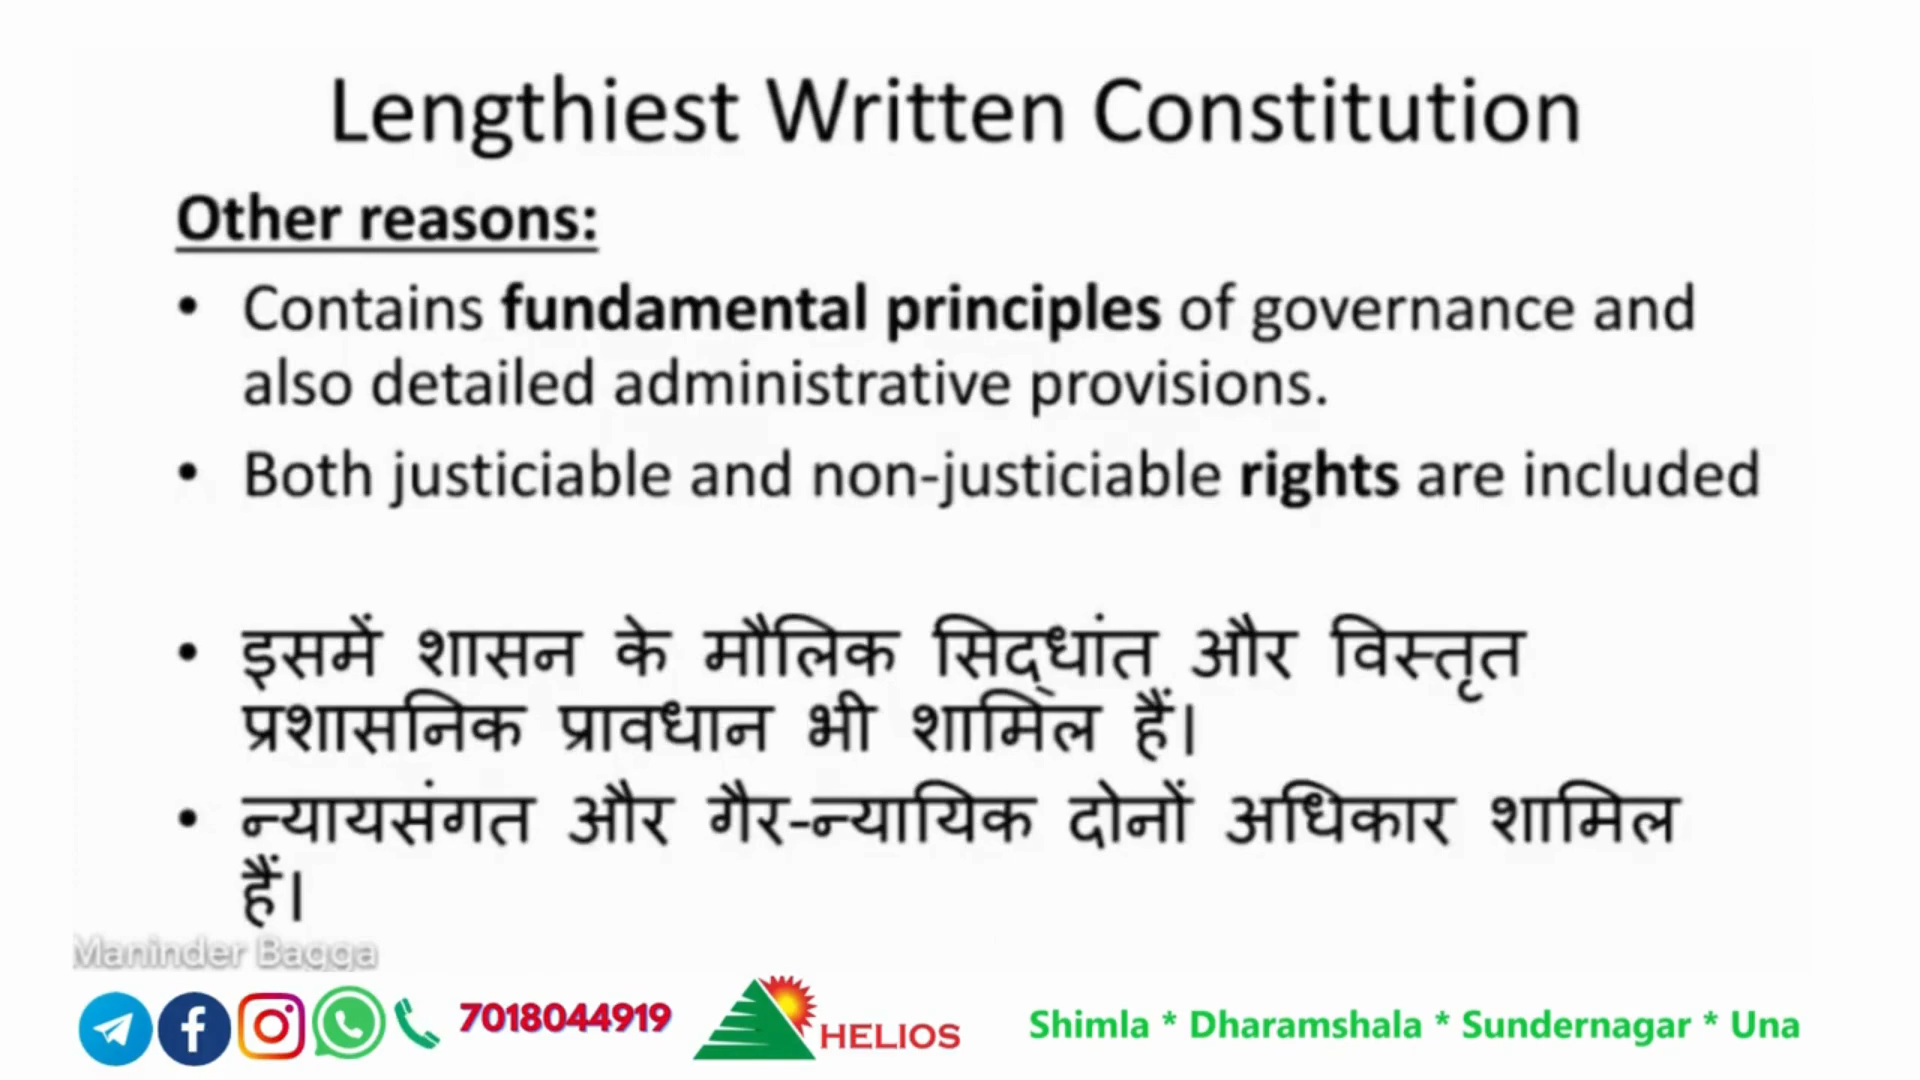 Lengthiest Written Constitution
Other reasons:
• Contains fundamental principles of governance and
also detailed administrative provisions.
• Both justiciable and non-justiciable rights are included
• इसमें शासन के मौलिक सिद्धांत और विस्तृत
प्रशासनिक प्रावधान भी शामिल हैं।
• न्यायसंगत और गैर-न्यायिक दोनों अधिकार शामिल
हैं।
Maninder Bagga
7018044919
HELIOS
Shimla * Dharamshala * Sundernagar * Una